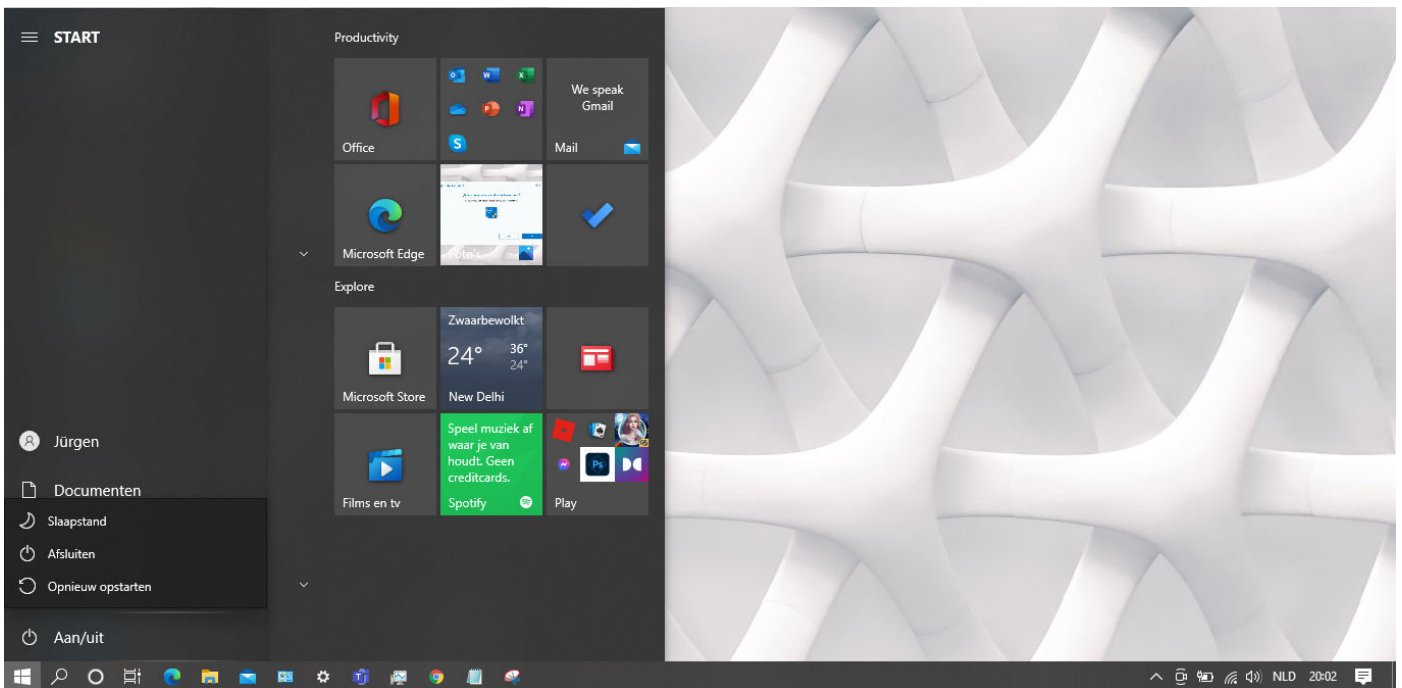 START
Productivity
Office
We speak
Gmail
Mail
Microsoft Edge
Foto's
Explore
Microsoft Store
Zwaarbewolkt
24° 36°
24°
New Delhi
Films en tv
Speel muziek af
waar je van
houdt. Geen
creditcards.
Spotify
Play
Jürgen
Documenten
Slaapstand
Afsluiten
Opnieuw opstarten
Aan/uit
NLD 20:02